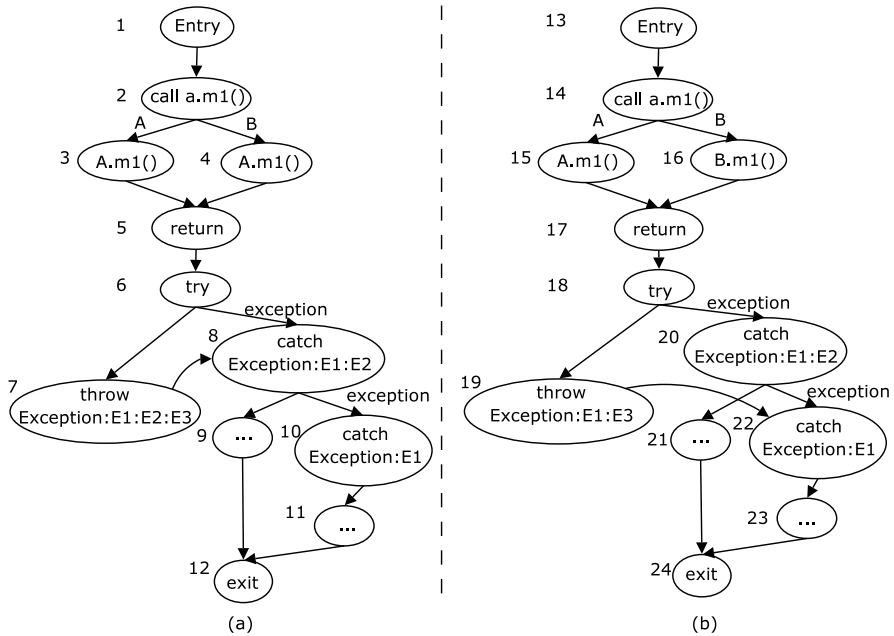 1
Entry
2
call a.m1()
A
B
3
A.m1()
4
A.m1()
5
return
6
try
exception
8
catch
Exception:E1:E2
7
throw
Exception:E1:E2:E3
exception
9
...
10
catch
Exception:E1
11
...
12
exit
(a)
13
Entry
14
call a.m1()
A
B
15
A.m1()
16
B.m1()
17
return
18
try
exception
20
catch
Exception:E1:E2
19
throw
Exception:E1:E3
exception
21
...
22
catch
Exception:E1
23
...
24
exit
(b)